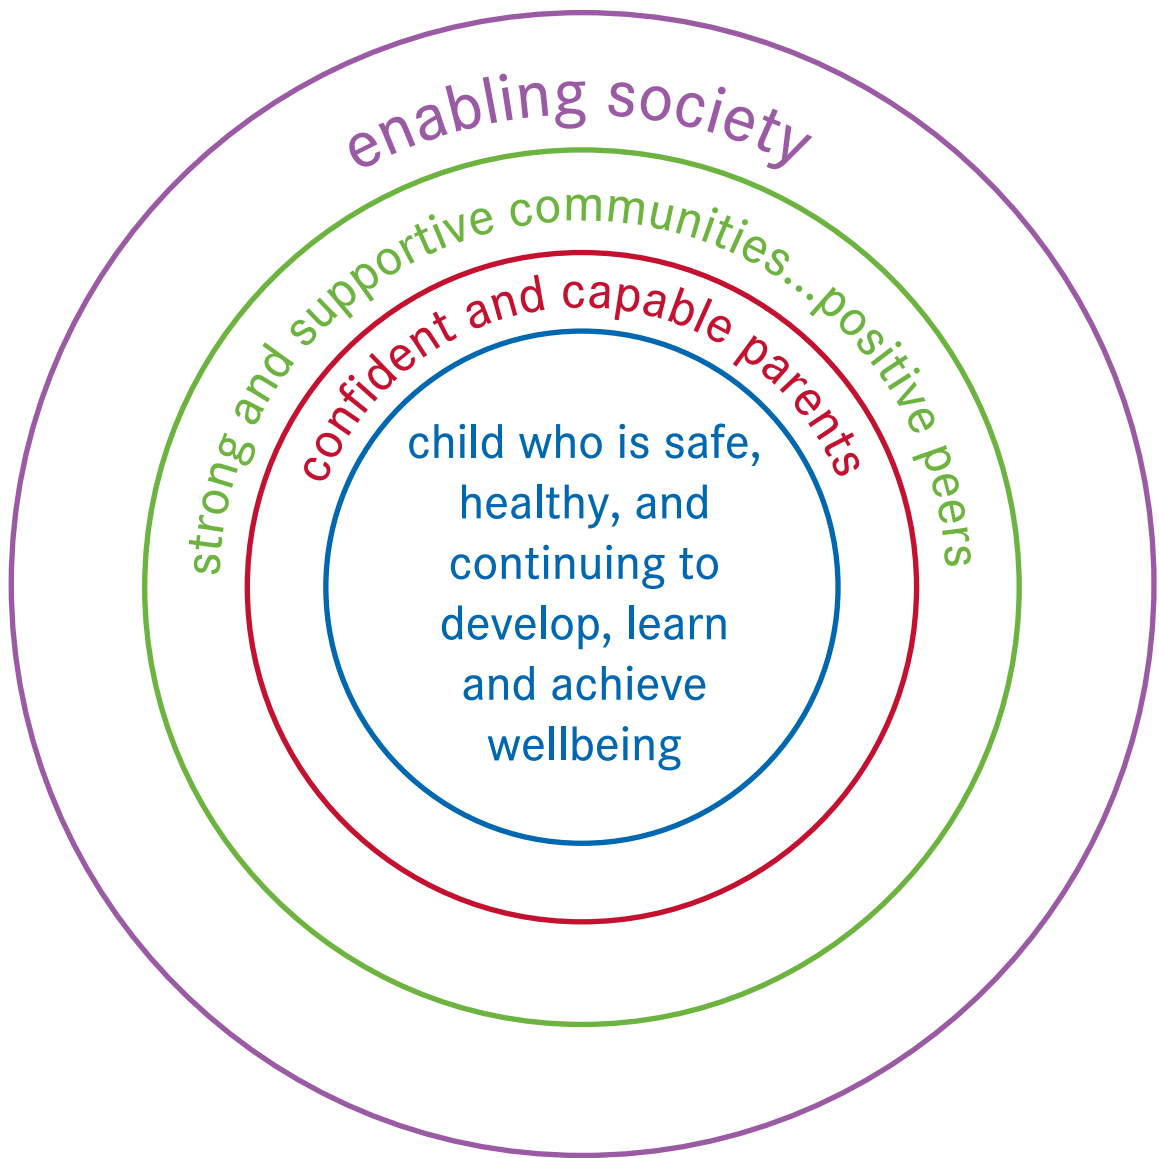 enabling society
strong and supportive communities...positive peers
confident and capable parents
child who is safe,
healthy, and
continuing to
develop, learn
and achieve
wellbeing